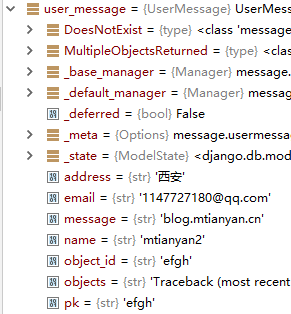 user_message = {UserMessage} UserMess
DoesNotExist = {type} <class 'message
MultipleObjectsReturned = {type} <clas
_base_manager = {Manager} message.
_default_manager = {Manager} messag
_deferred = {bool} False
_meta = {Options} message.usermessa
_state = {ModelState} <django.db.mod
address = {str} '西安'
email = {str} '1147727180@qq.com'
message = {str} 'blog.mtianyan.cn'
name = {str} 'mtianyan2'
object_id = {str} 'efgh'
objects = {str} 'Traceback (most recen
pk = {str} 'efgh'